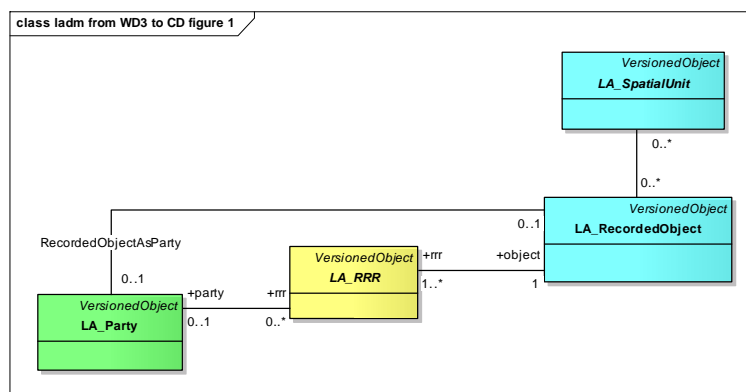 class ladm from WD3 to CD figure 1
VersionedObject
LA_SpatialUnit
0..*
0..*
VersionedObject
LA_RecordedObject
0..1
RecordedObjectAsParty
0..1
VersionedObject
LA_RRR
+rrr
1..*
+object
1
VersionedObject
LA_Party
+party
0..1
+rrr
0..*